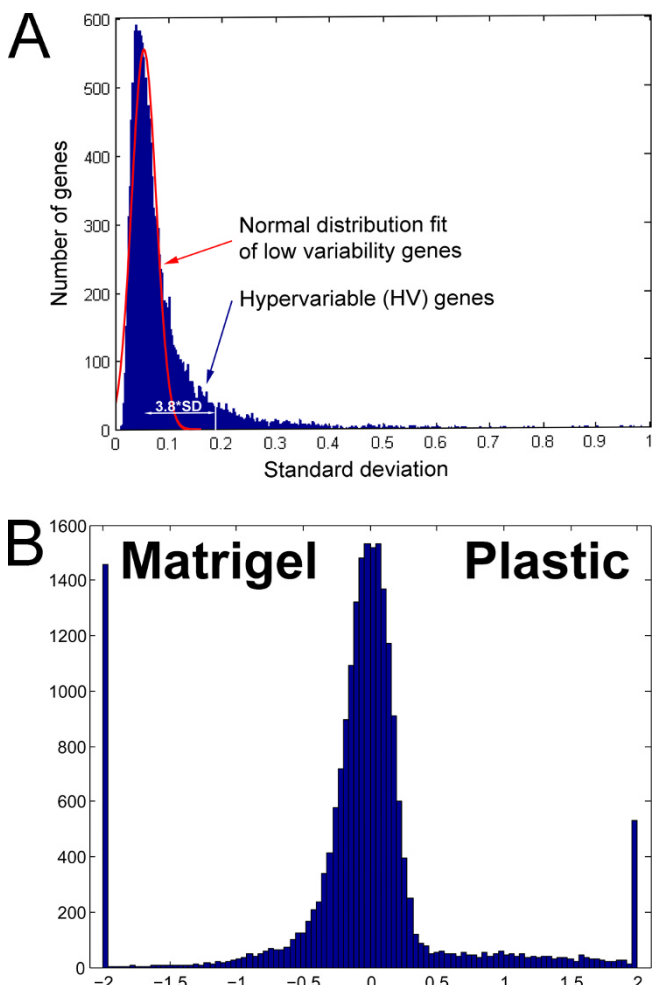 A
600
500
400
300
200
100
0
Number of genes
Normal distribution fit
of low variability genes
Hypervariable (HV) genes
3.8*SD
0 0.1 0.2 0.3 0.4 0.5 0.6 0.7 0.8 0.9 1
Standard deviation
B
Matrigel Plastic
1600
1400
1200
1000
800
600
400
200
0
−2 −1.5 −1 −0.5 0 0.5 1 1.5 2